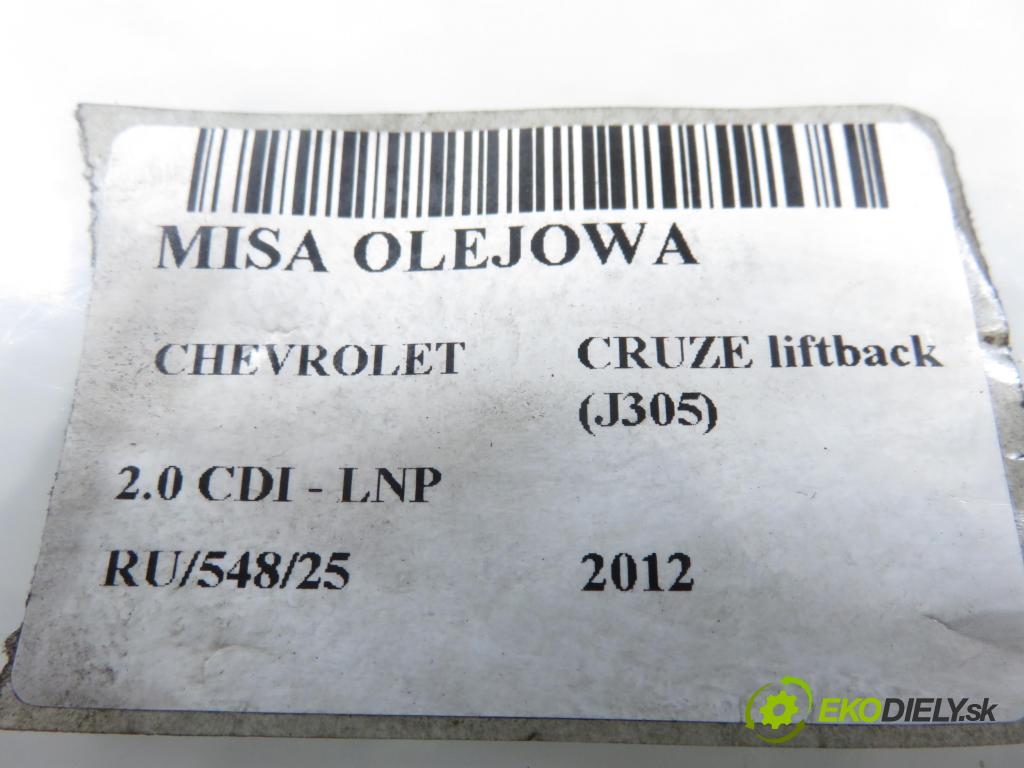 MISA OLEJOWA
CHEVROLET CRUZE liftback
(J305)
2.0 CDI - LNP
RU/548/25 2012
EKODIELY.sk